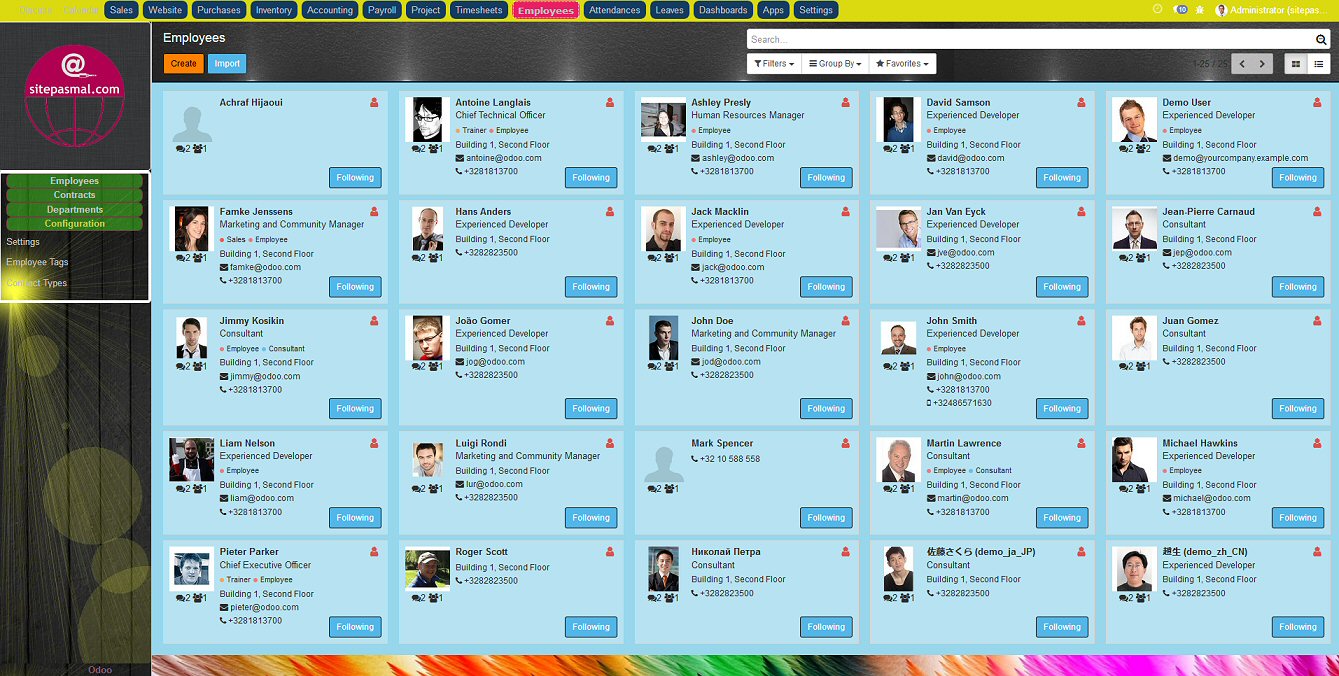 Sales Website Purchases Inventory Accounting Payroll Project Timesheets Employees Attendances Leaves Dashboards Apps Settings 10 Administrator (sitepas...
@
sitepasmal.com
Employees
Contracts
Departments
Configuration
Settings
Employee Tags
Contract Types
Odoo
Employees
Search...
Create Import
Filters Group By Favorites 1-25 / 25
Achraf Hijaoui
2 1
Following
Antoine Langlais
Chief Technical Officer
Trainer Employee
Building 1, Second Floor
2 1
antoine@odoo.com
+3281813700
Following
Ashley Presly
Human Resources Manager
Employee
Building 1, Second Floor
2 1
ashley@odoo.com
+3281813700
Following
David Samson
Experienced Developer
Employee
Building 1, Second Floor
2 1
david@odoo.com
+3281813700
Following
Demo User
Experienced Developer
Employee
Building 1, Second Floor
2 2
demo@yourcompany.example.com
+3281813700
Following
Famke Jenssens
Marketing and Community Manager
Sales Employee
Building 1, Second Floor
2 1
famke@odoo.com
+3281813700
Following
Hans Anders
Experienced Developer
Building 1, Second Floor
+3282823500
2 1
Following
Jack Macklin
Experienced Developer
Employee
Building 1, Second Floor
2 1
jack@odoo.com
+3281813700
Following
Jan Van Eyck
Experienced Developer
Building 1, Second Floor
jve@odoo.com
2 1
+3282823500
Following
Jean-Pierre Carnaud
Consultant
Building 1, Second Floor
jep@odoo.com
2 1
+3282823500
Following
Jimmy Kosikin
Consultant
Employee Consultant
Building 1, Second Floor
2 1
jimmy@odoo.com
+3281813700
Following
João Gomer
Experienced Developer
Building 1, Second Floor
jog@odoo.com
2 1
+3282823500
Following
John Doe
Marketing and Community Manager
Building 1, Second Floor
jod@odoo.com
2 1
+3282823500
Following
John Smith
Experienced Developer
Employee
Building 1, Second Floor
2 1
john@odoo.com
+3281813700
+32486571630
Following
Juan Gomez
Consultant
Building 1, Second Floor
+3282823500
2 1
Following
Liam Nelson
Experienced Developer
Employee
Building 1, Second Floor
2 1
liam@odoo.com
+3281813700
Following
Luigi Rondi
Marketing and Community Manager
Building 1, Second Floor
lur@odoo.com
2 1
+3282823500
Following
Mark Spencer
+32 10 588 558
2 1
Following
Martin Lawrence
Consultant
Employee Consultant
Building 1, Second Floor
2 1
martin@odoo.com
+3281813700
Following
Michael Hawkins
Experienced Developer
Employee
Building 1, Second Floor
2 1
michael@odoo.com
+3281813700
Following
Pieter Parker
Chief Executive Officer
Trainer Employee
Building 1, Second Floor
2 1
pieter@odoo.com
+3281813700
Following
Roger Scott
Building 1, Second Floor
+3282823500
2 1
Following
Николай Петра
Consultant
Building 1, Second Floor
+3282823500
2 1
Following
佐藤さくら (demo_ja_JP)
Consultant
Building 1, Second Floor
+3282823500
2 1
Following
趙生 (demo_zh_CN)
Experienced Developer
Building 1, Second Floor
+3282823500
2 1
Following